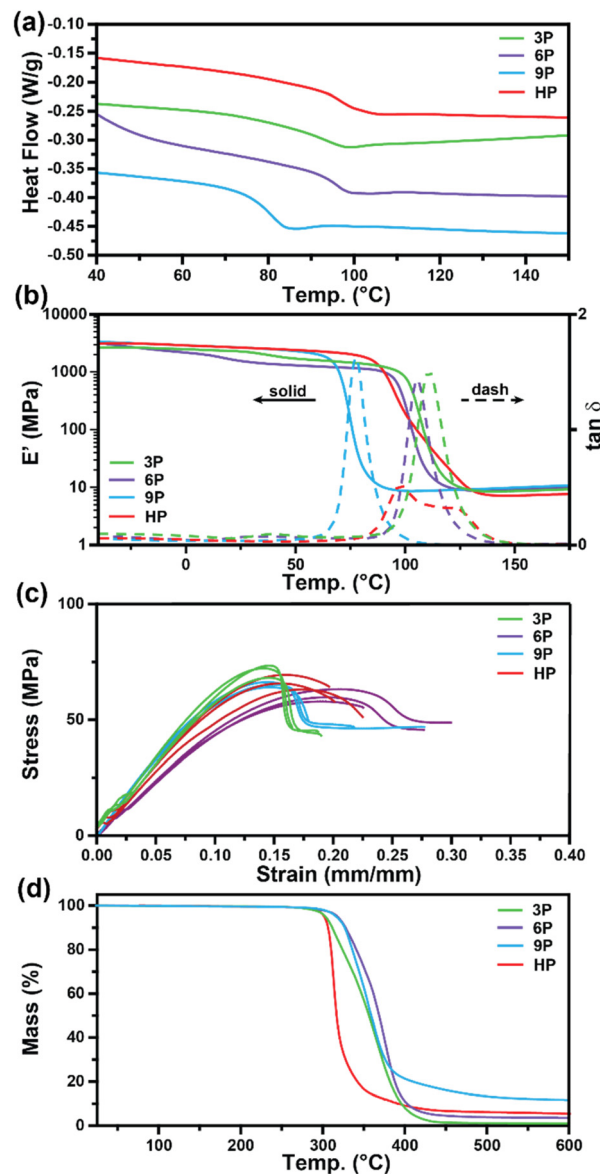 (a)
-0.10
-0.15
-0.20
-0.25
-0.30
-0.35
-0.40
-0.45
-0.50
Heat Flow (W/g)
3P
6P
9P
HP
40 60 80 100 120 140
Temp. (°C)
(b)
10000
1000
100
10
1
E' (MPa)
solid
dash
3P
6P
9P
HP
2
1
0
tan δ
0 50 100 150
Temp. (°C)
(c)
100
50
0
Stress (MPa)
3P
6P
9P
HP
0.00 0.05 0.10 0.15 0.20 0.25 0.30 0.35 0.40
Strain (mm/mm)
(d)
100
80
60
40
20
0
Mass (%)
3P
6P
9P
HP
100 200 300 400 500 600
Temp. (°C)